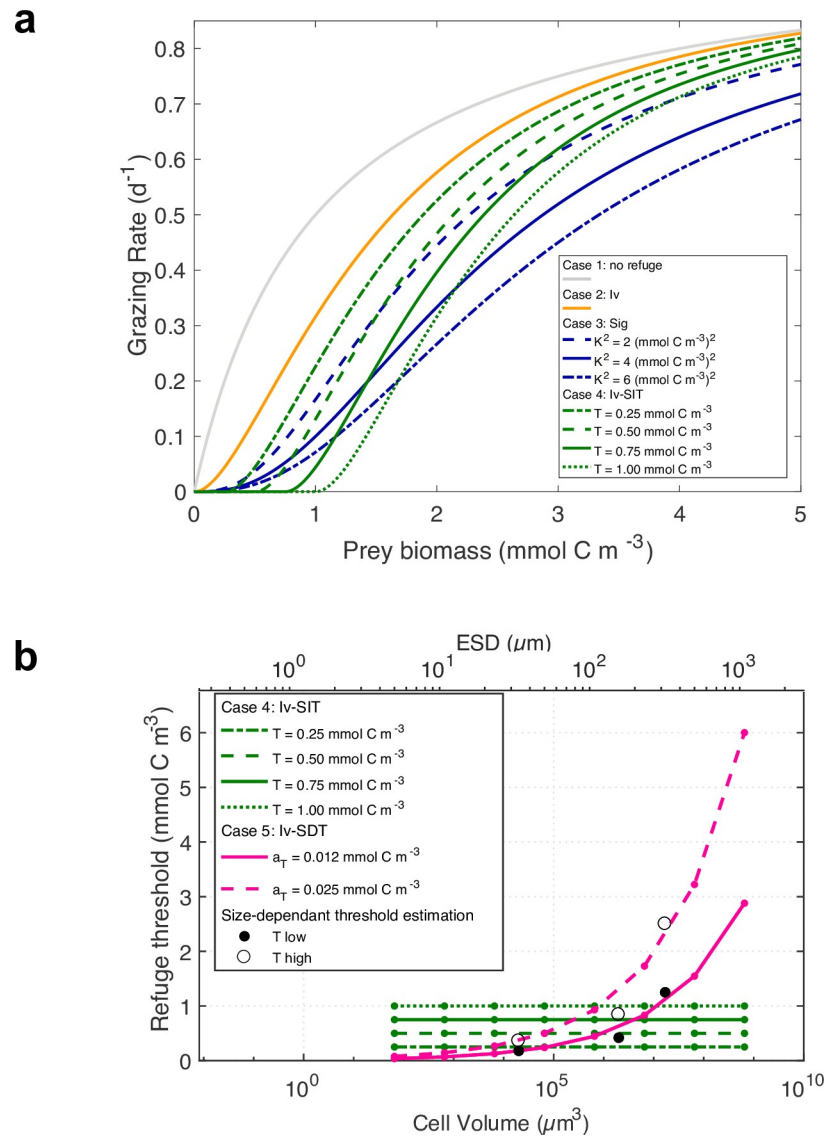 a
0.8
0.7
0.6
0.5
0.4
0.3
0.2
0.1
0
Grazing Rate (d⁻¹)
0 1 2 3 4 5
Prey biomass (mmol C m ⁻³)
Case 1: no refuge
Case 2: Iv
Case 3: Sig
K² = 2 (mmol C m⁻³)²
K² = 4 (mmol C m⁻³)²
K² = 6 (mmol C m⁻³)²
Case 4: Iv-SIT
T = 0.25 mmol C m⁻³
T = 0.50 mmol C m⁻³
T = 0.75 mmol C m⁻³
T = 1.00 mmol C m⁻³
b
ESD (μm)
10⁰ 10¹ 10² 10³
Refuge threshold (mmol C m⁻³)
6
5
4
3
2
1
0
Case 4: Iv-SIT
T = 0.25 mmol C m⁻³
T = 0.50 mmol C m⁻³
T = 0.75 mmol C m⁻³
T = 1.00 mmol C m⁻³
Case 5: Iv-SDT
a_T = 0.012 mmol C m⁻³
a_T = 0.025 mmol C m⁻³
Size-dependant threshold estimation
T low
T high
10⁰ 10⁵ 10¹⁰
Cell Volume (μm³)